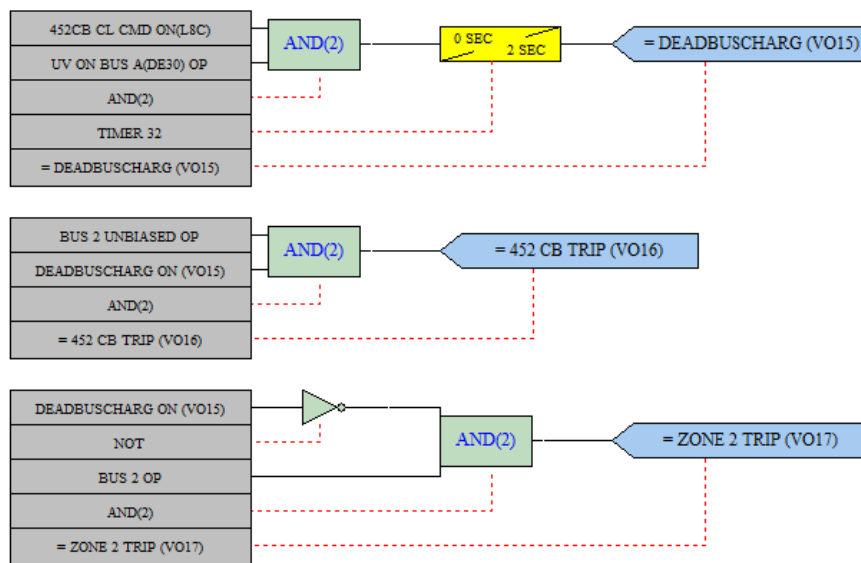 452CB CL CMD ON(L8C)
AND(2)
0 SEC
2 SEC
= DEADBUSCHARG (VO15)
UV ON BUS A(DE30) OP
AND(2)
TIMER 32
= DEADBUSCHARG (VO15)
BUS 2 UNBIASED OP
AND(2)
= 452 CB TRIP (VO16)
DEADBUSCHARG ON (VO15)
AND(2)
= 452 CB TRIP (VO16)
DEADBUSCHARG ON (VO15)
NOT
AND(2)
= ZONE 2 TRIP (VO17)
BUS 2 OP
AND(2)
= ZONE 2 TRIP (VO17)